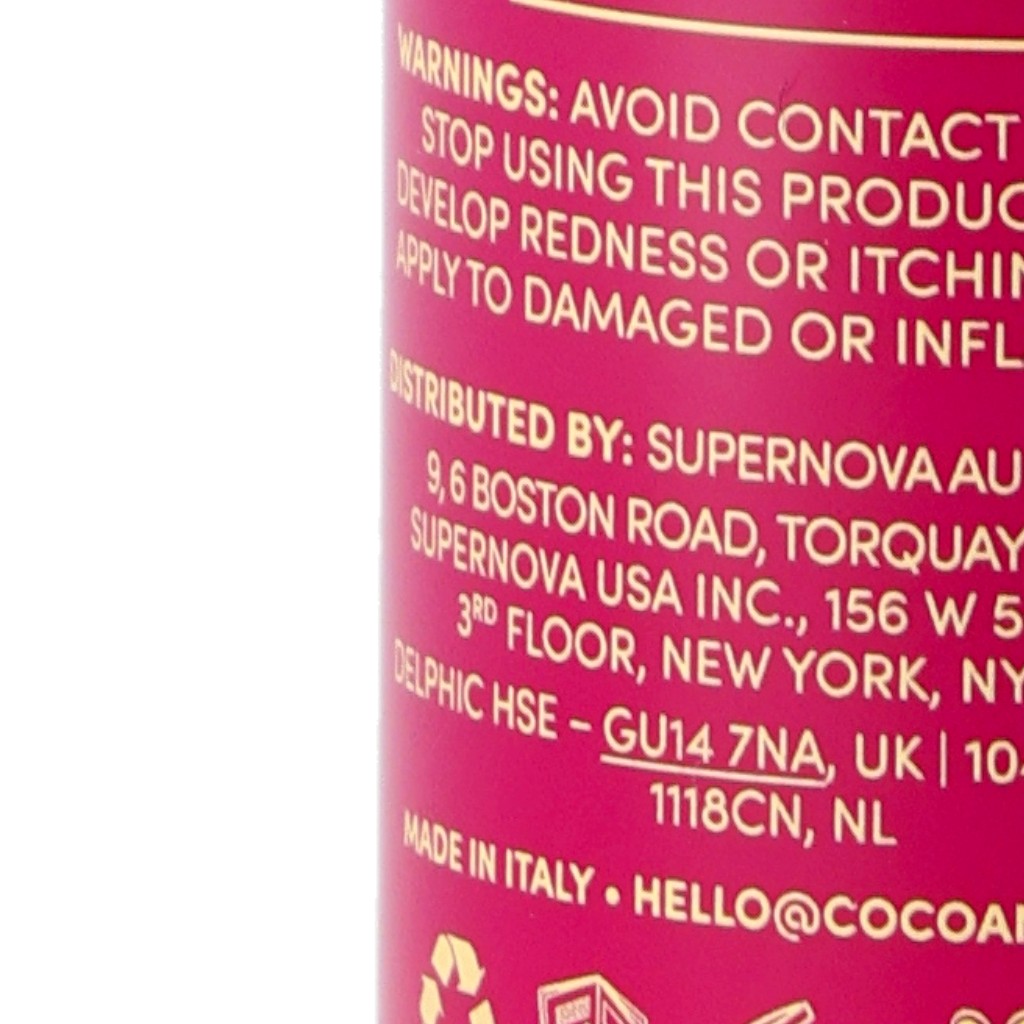 WARNINGS: AVOID CONTACT
STOP USING THIS PRODUC
DEVELOP REDNESS OR ITCHIN
APPLY TO DAMAGED OR INFL
DISTRIBUTED BY: SUPERNOVA AU
9, 6 BOSTON ROAD, TORQUAY
SUPERNOVA USA INC., 156 W 5
3RD FLOOR, NEW YORK, NY
DELPHIC HSE – GU14 7NA, UK | 104
1118CN, NL
MADE IN ITALY • HELLO@COCOAN